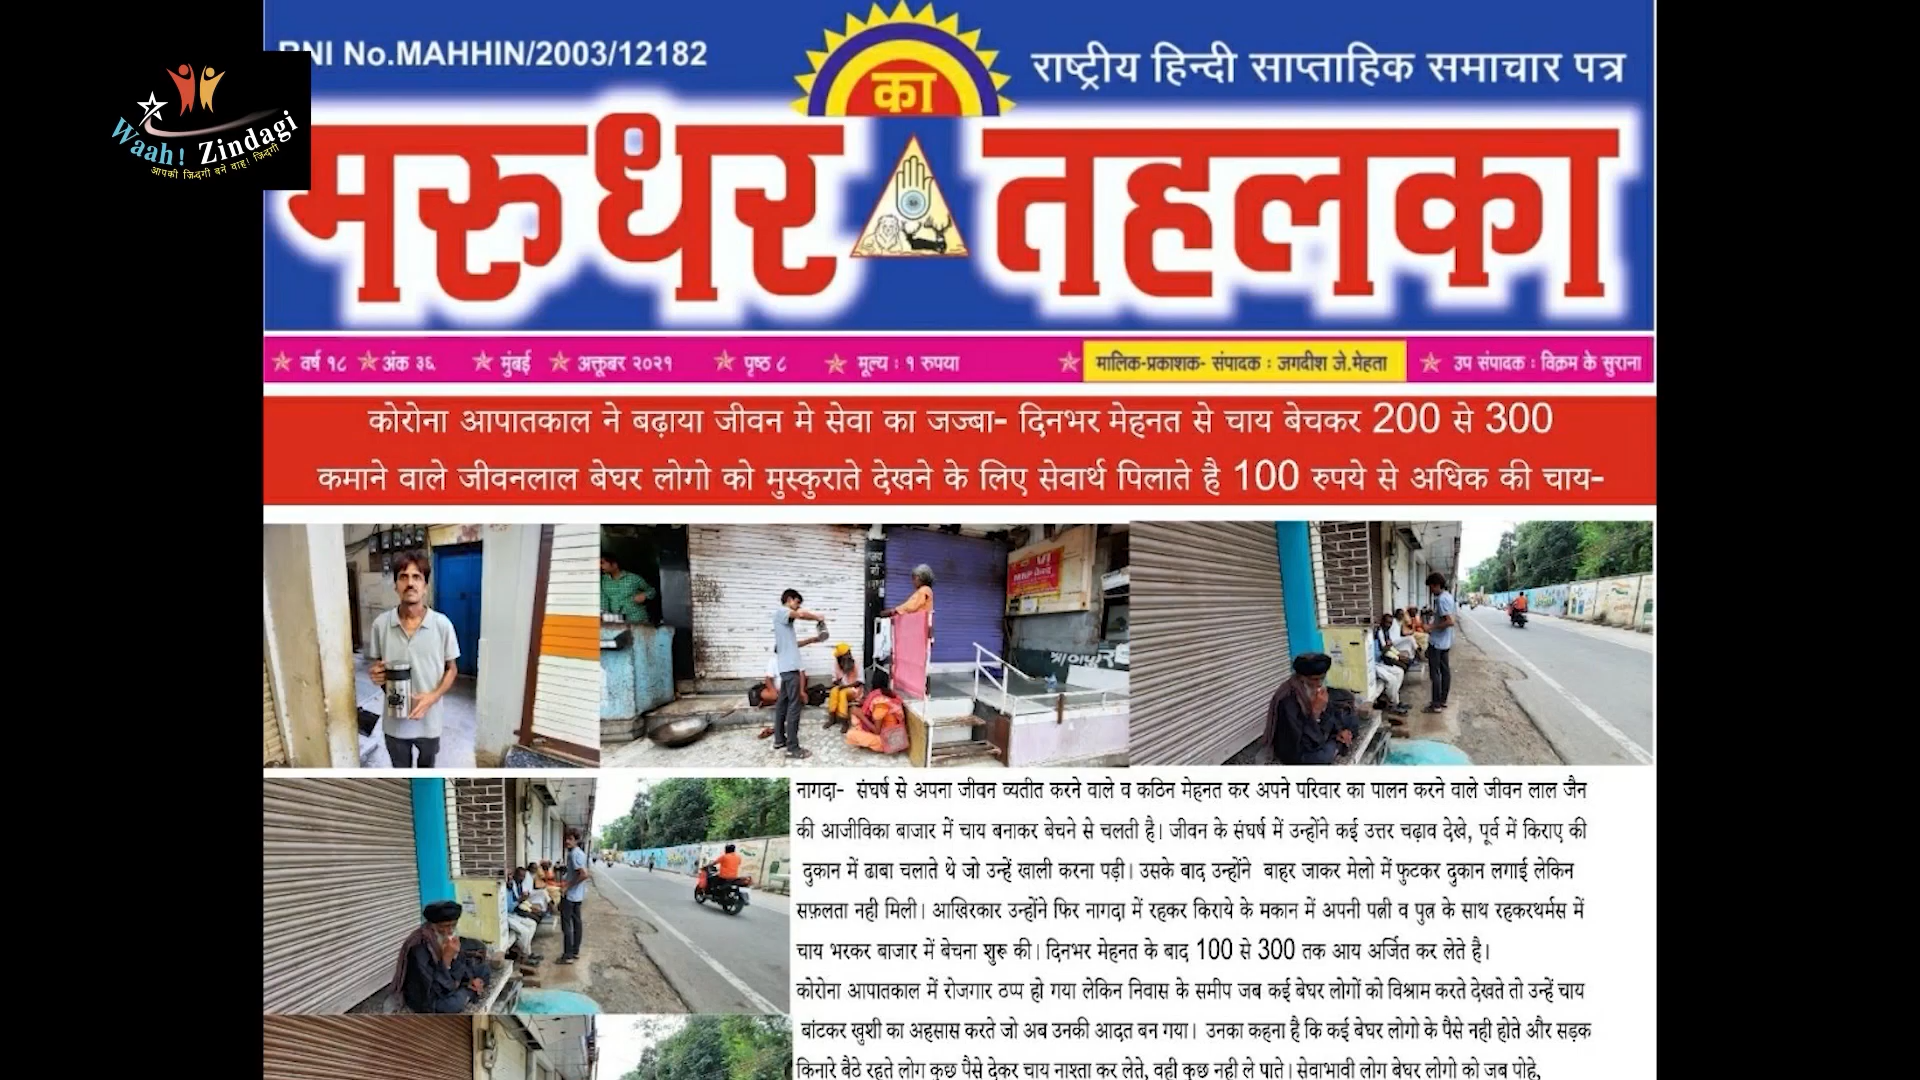 RNI No.MAHHIN/2003/12182
का
राष्ट्रीय हिन्दी साप्ताहिक समाचार पत्र
Waah! Zindagi
आपकी जिन्दगी बने वाह! जिन्दगी
मरुधर तहलका
वर्ष १८ अंक ३६ मुंबई अक्तूबर २०२१ पृष्ठ ८ मूल्य : १ रुपया मालिक-प्रकाशक- संपादक : जगदीश जे.मेहता उप संपादक : विक्रम के सुराना
कोरोना आपातकाल ने बढ़ाया जीवन मे सेवा का जज्बा- दिनभर मेहनत से चाय बेचकर 200 से 300
कमाने वाले जीवनलाल बेघर लोगो को मुस्कुराते देखने के लिए सेवार्थ पिलाते है 100 रुपये से अधिक की चाय-
नागदा- संघर्ष से अपना जीवन व्यतीत करने वाले व कठिन मेहनत कर अपने परिवार का पालन करने वाले जीवन लाल जैन
की आजीविका बाजार में चाय बनाकर बेचने से चलती है। जीवन के संघर्ष में उन्होंने कई उत्तर चढ़ाव देखे, पूर्व में किराए की
दुकान में ढाबा चलाते थे जो उन्हें खाली करना पड़ी। उसके बाद उन्होंने बाहर जाकर मेलो में फुटकर दुकान लगाई लेकिन
सफ़लता नही मिली। आखिरकार उन्होंने फिर नागदा में रहकर किराये के मकान में अपनी पत्नी व पुत्र के साथ रहकरथर्मस में
चाय भरकर बाजार में बेचना शुरू की। दिनभर मेहनत के बाद 100 से 300 तक आय अर्जित कर लेते है।
कोरोना आपातकाल में रोजगार ठप्प हो गया लेकिन निवास के समीप जब कई बेघर लोगों को विश्राम करते देखते तो उन्हें चाय
बांटकर खुशी का अहसास करते जो अब उनकी आदत बन गया। उनका कहना है कि कई बेघर लोगो के पैसे नही होते और सड़क
किनारे बैठे रहते लोग कुछ पैसे देकर चाय नाश्ता कर लेते, वही कुछ नही ले पाते। सेवाभावी लोग बेघर लोगो को जब पोहे,